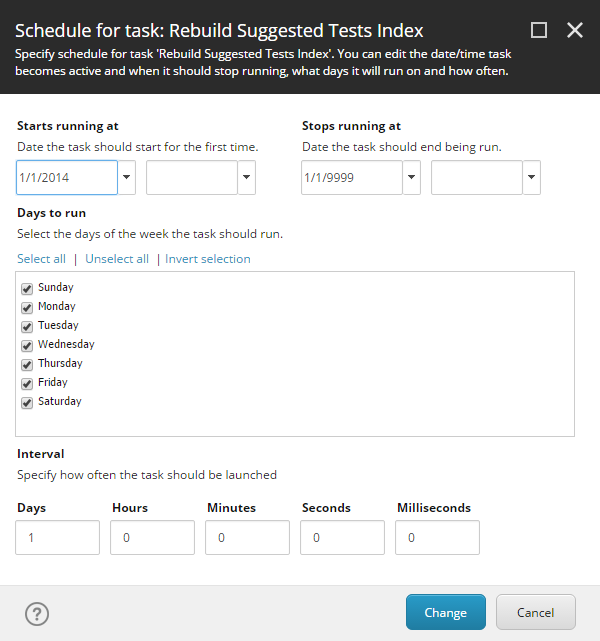 Schedule for task: Rebuild Suggested Tests Index
Specify schedule for task 'Rebuild Suggested Tests Index'. You can edit the date/time task
becomes active and when it should stop running, what days it will run on and how often.
Starts running at
Date the task should start for the first time.
1/1/2014
Stops running at
Date the task should end being run.
1/1/9999
Days to run
Select the days of the week the task should run.
Select all | Unselect all | Invert selection
Sunday
Monday
Tuesday
Wednesday
Thursday
Friday
Saturday
Interval
Specify how often the task should be launched
Days Hours Minutes Seconds Milliseconds
1 0 0 0 0
? Change Cancel